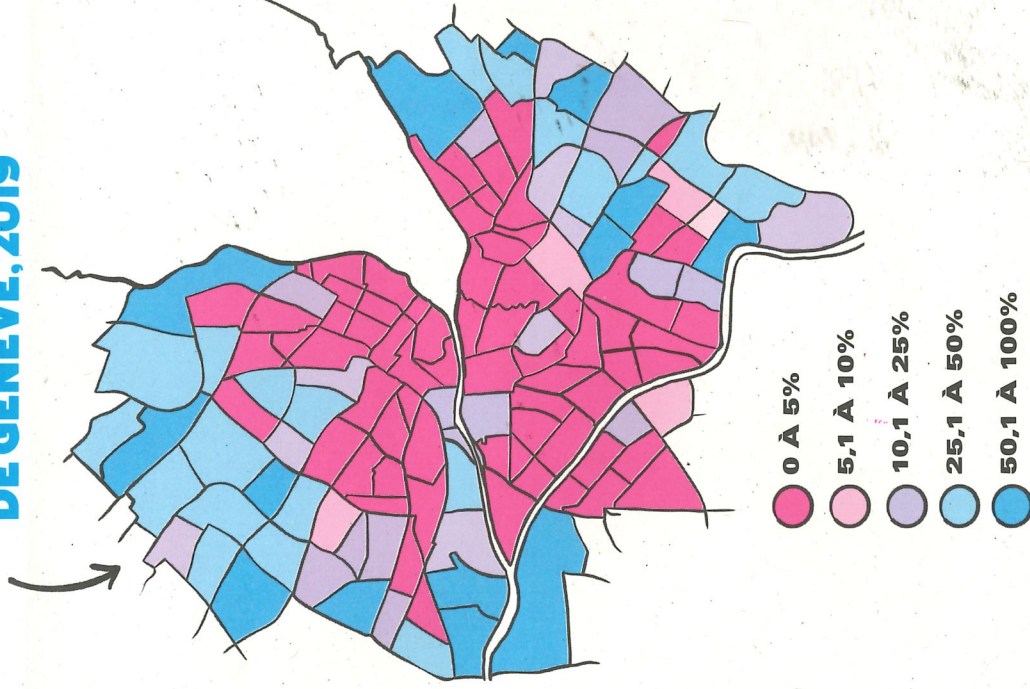 DE GENÈVE, 2019
0 À 5%
5,1 À 10%
10,1 À 25%
25,1 À 50%
50,1 À 100%